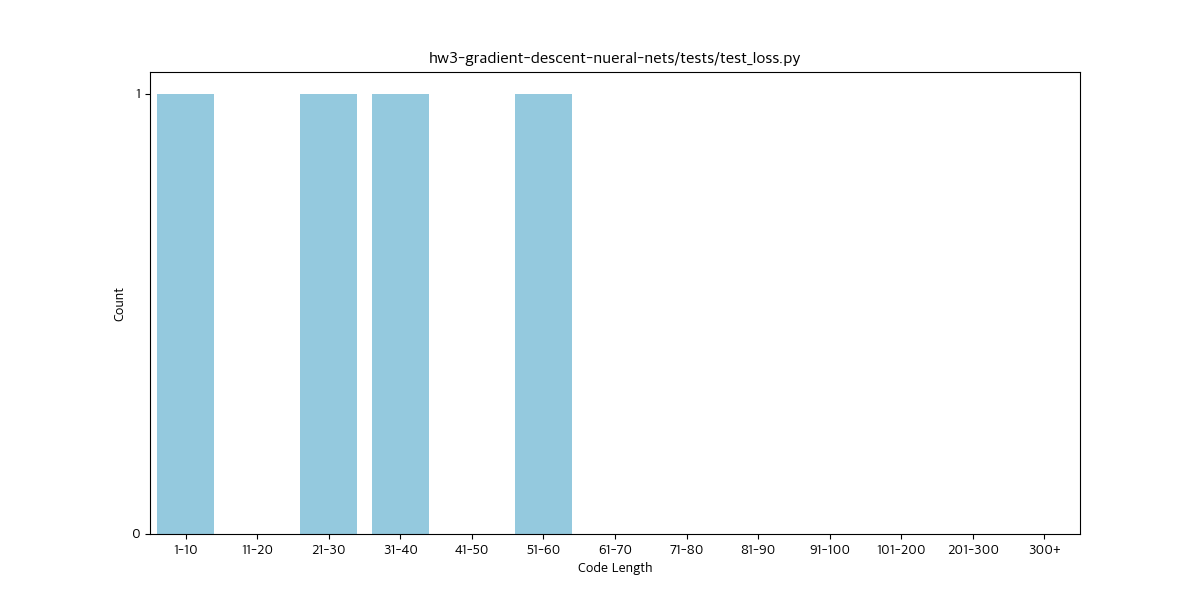 hw3-gradient-descent-nueral-nets/tests/test_loss.py
Count
1
0
1-10 11-20 21-30 31-40 41-50 51-60 61-70 71-80 81-90 91-100 101-200 201-300 300+
Code Length